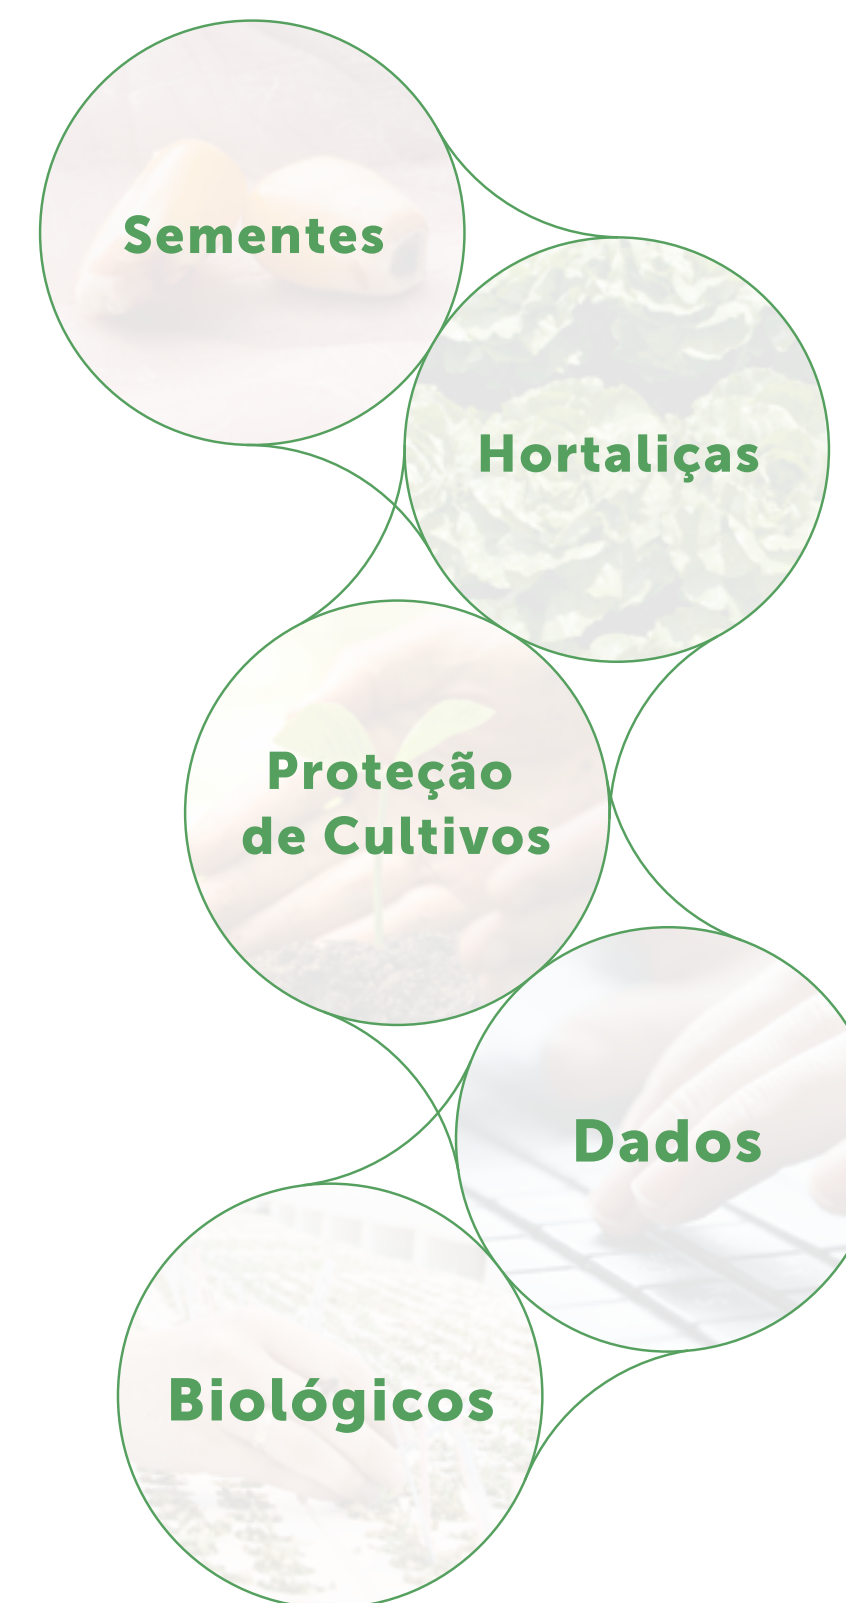 Sementes
Hortaliças
Proteção
de Cultivos
Dados
Biológicos